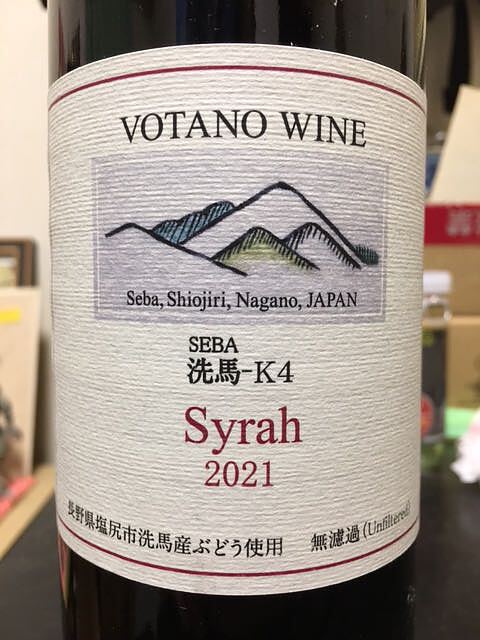 VOTANO WINE
Seba, Shiojiri, Nagano, JAPAN
SEBA
洗馬-K4
Syrah
2021
長野県塩尻市洗馬産ぶどう使用 無濾過(Unfiltered)